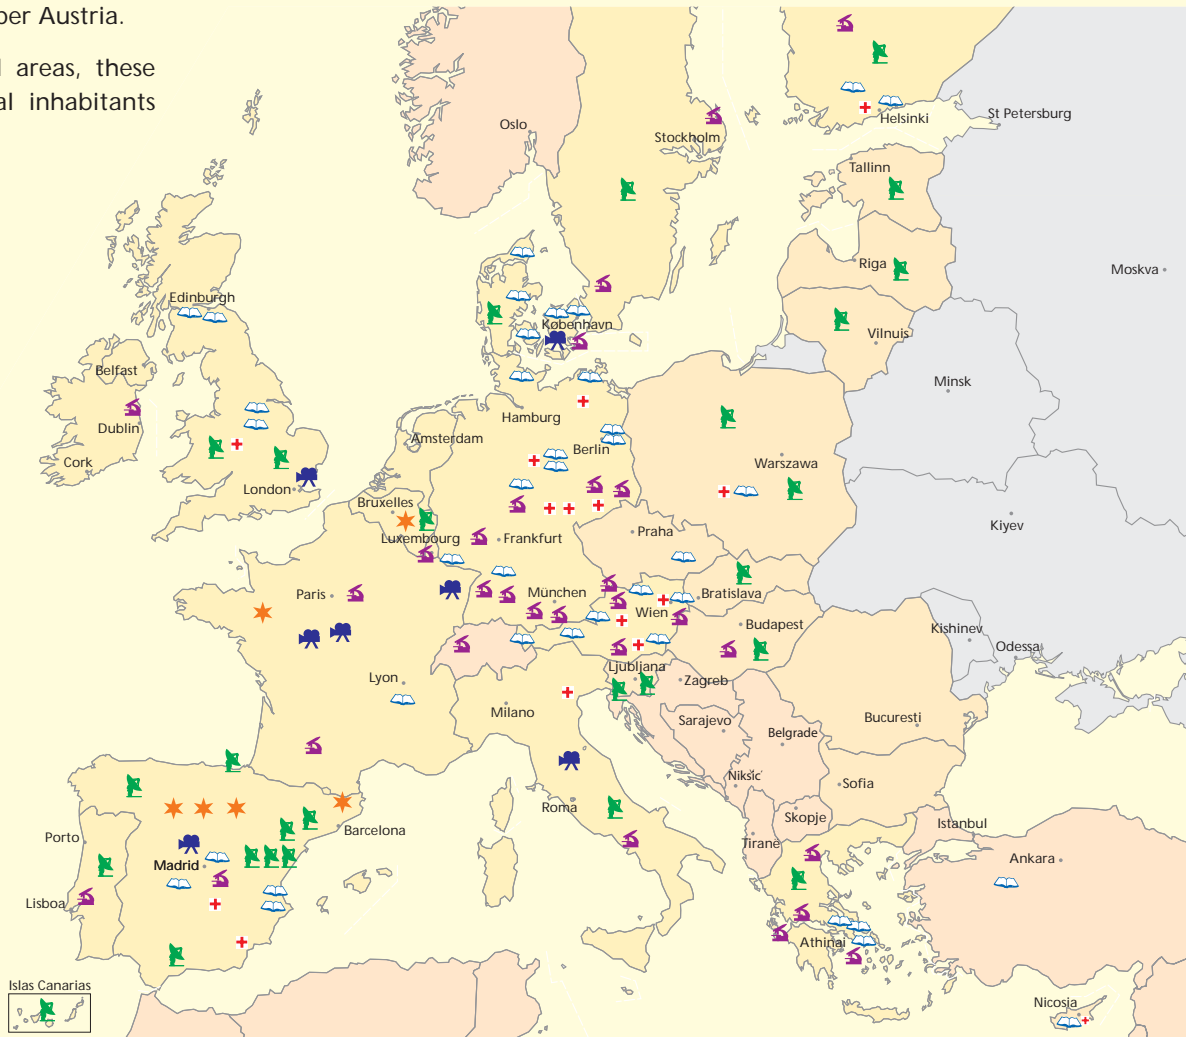 per Austria.
areas, these
al inhabitants
Oslo
Stockholm
Helsinki
St Petersburg
Tallinn
Riga
Moskva
Vilnuis
Edinburgh
København
Belfast
Minsk
Dublin
Hamburg
Amsterdam
Berlin
Cork
Warszawa
London
Bruxelles
Kiyev
Praha
Luxembourg
Frankfurt
Paris
München
Bratislava
Wien
Budapest
Kishinev
Odessa
Lyon
Ljubljana
Zagreb
Milano
Sarajevo
Bucuresti
Belgrade
Nikšic
Sofia
Roma
Skopje
Istanbul
Porto
Barcelona
Tirane
Ankara
Madrid
Lisboa
Athinai
Islas Canarias
Nicosia